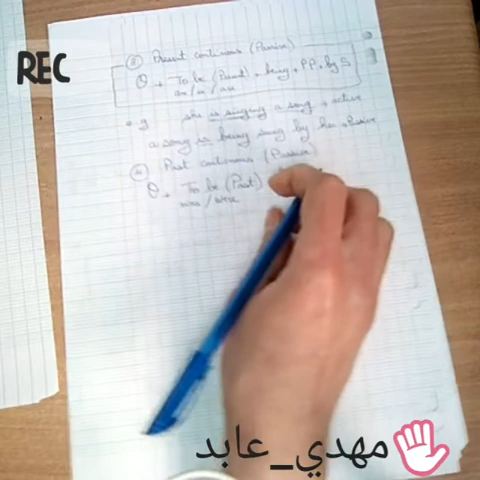 REC
③ Present continuous (Passive)
O + To be (Present) + being + PP + by S
am / is / are
e.g she is singing a song → active
a song is being sung by her passive
④ Past continuous (Passive)
O + To be (Past)
was / were
مهدي_عابد